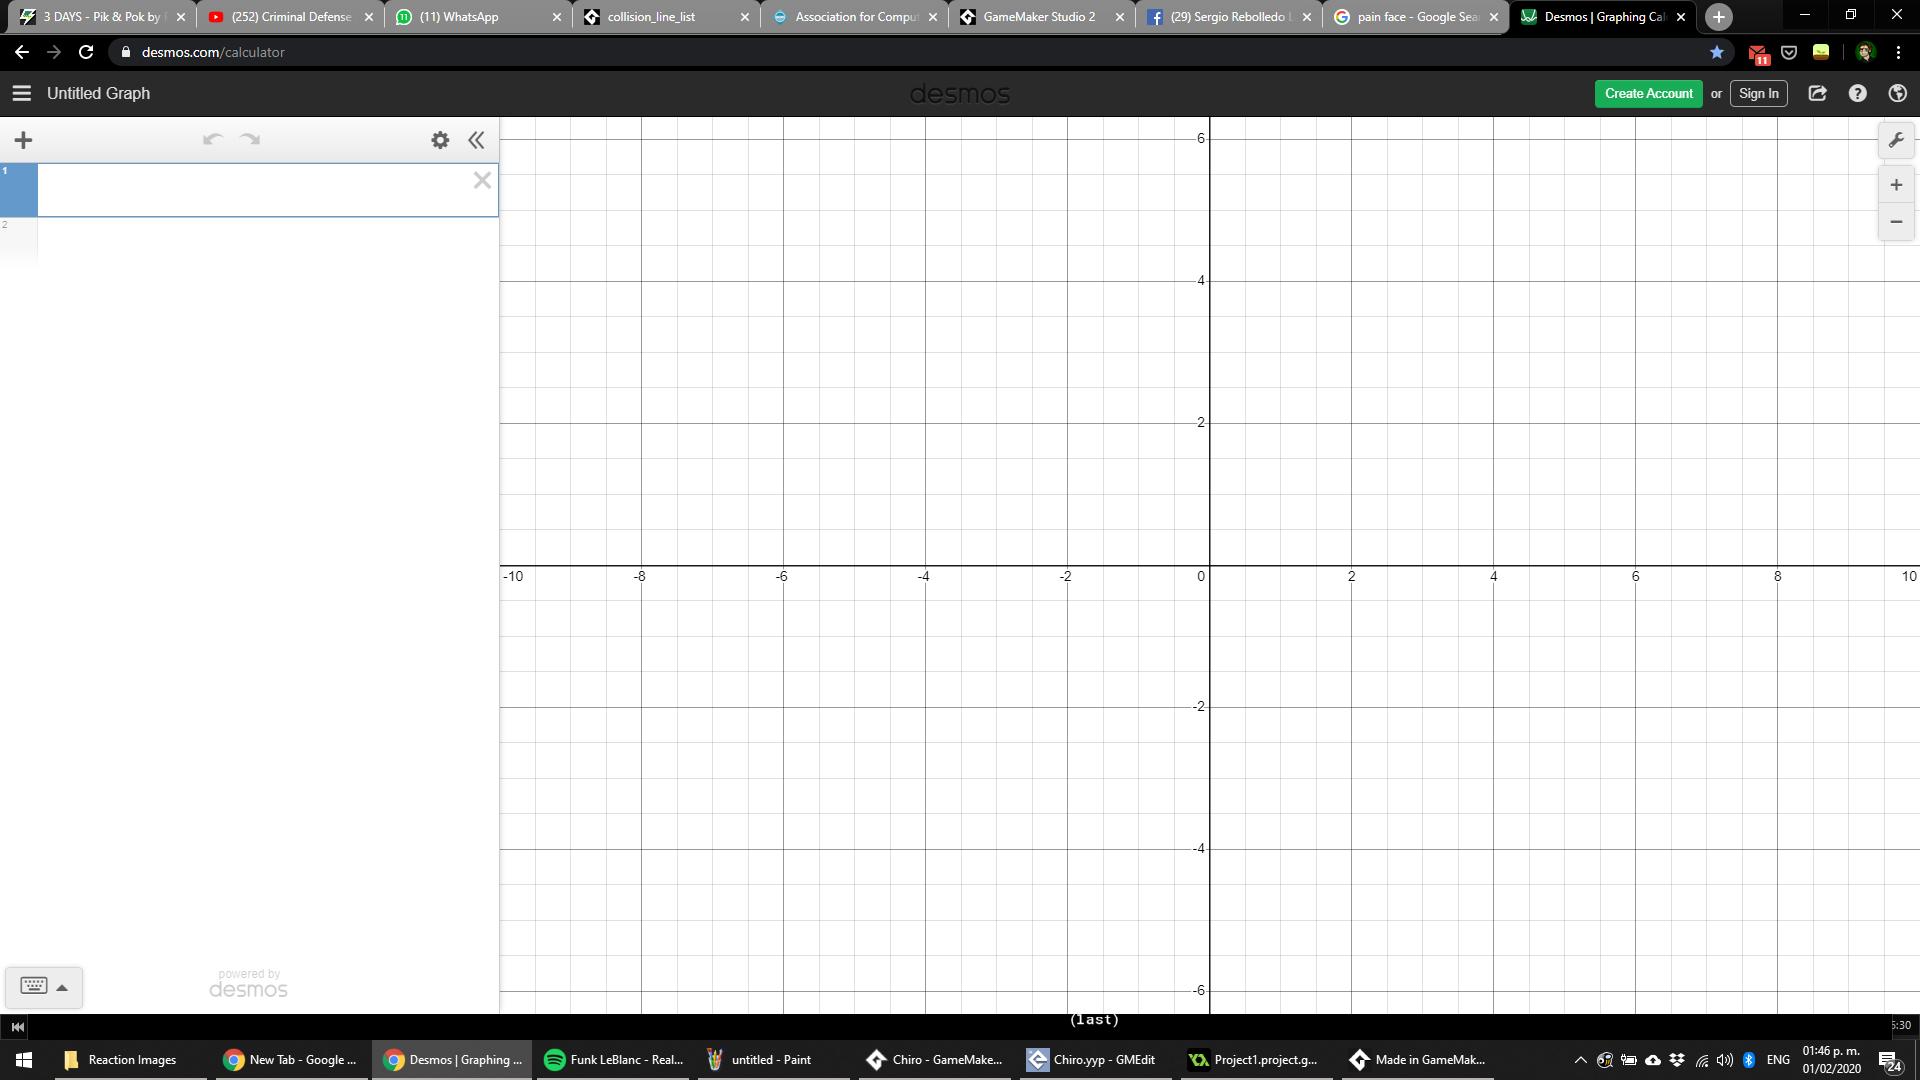 3 DAYS - Pik & Pok by
(252) Criminal Defense
(11) WhatsApp
collision_line_list
Association for Comput
GameMaker Studio 2
(29) Sergio Rebolledo
pain face - Google Sea
Desmos | Graphing Cal
desmos.com/calculator
11
Untitled Graph
desmos
Create Account or Sign In
1
2
6
4
2
-10 -8 -6 -4 -2 0 2 4 6 8 10
-2
-4
-6
powered by
desmos
(last)
5:30
Reaction Images
New Tab - Google ...
Desmos | Graphing ...
Funk LeBlanc - Real...
untitled - Paint
Chiro - GameMake...
Chiro.yyp - GMEdit
Project1.project.g...
Made in GameMak...
ENG
01:46 p. m.
01/02/2020
24